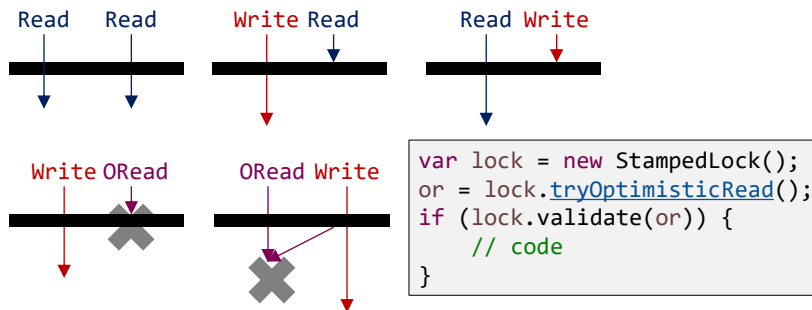 Read Read
Write Read
Read Write
Write ORead
ORead Write
var lock = new StampedLock();
or = lock.tryOptimisticRead();
if (lock.validate(or)) {
    // code
}